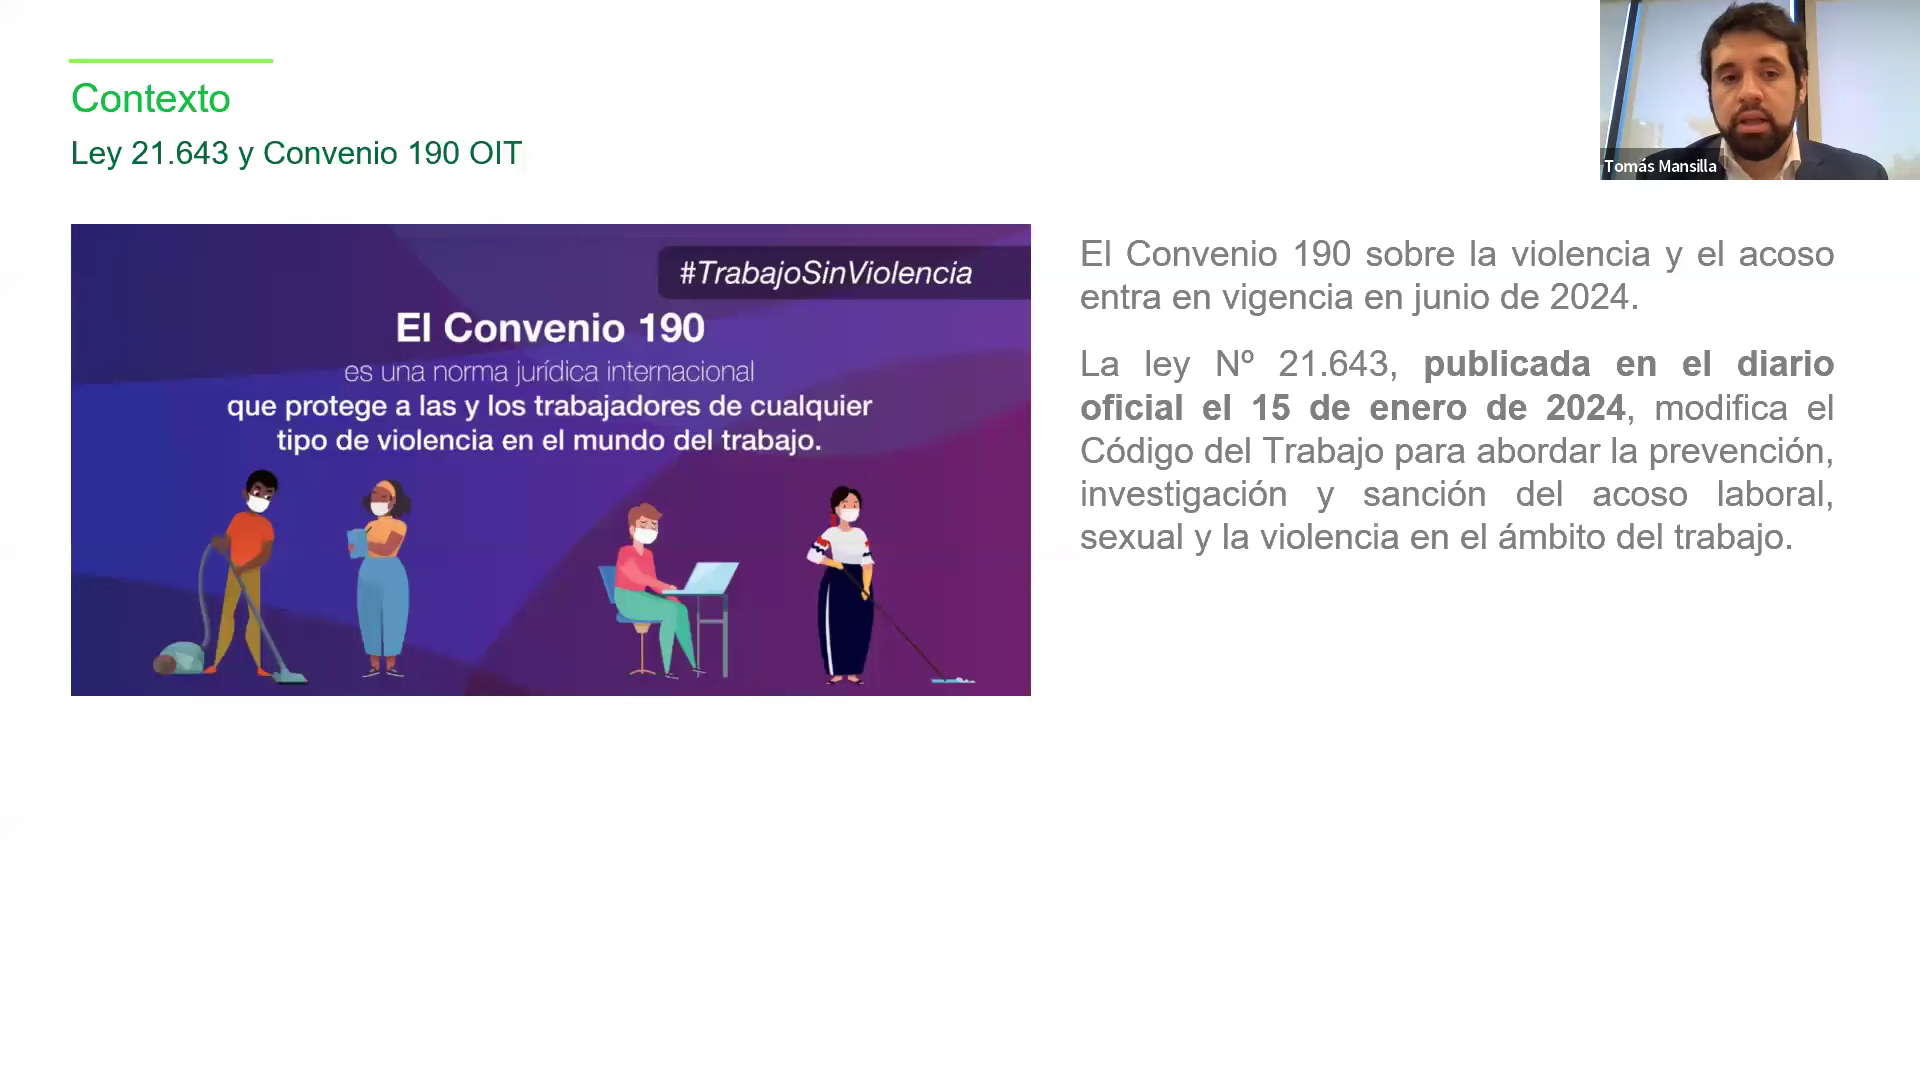 Contexto
Ley 21.643 y Convenio 190 OIT
Tomás Mansilla
#TrabajoSinViolencia
El Convenio 190
es una norma jurídica internacional
que protege a las y los trabajadores de cualquier
tipo de violencia en el mundo del trabajo.
El Convenio 190 sobre la violencia y el acoso
entra en vigencia en junio de 2024.
La ley Nº 21.643, publicada en el diario
oficial el 15 de enero de 2024, modifica el
Código del Trabajo para abordar la prevención,
investigación y sanción del acoso laboral,
sexual y la violencia en el ámbito del trabajo.